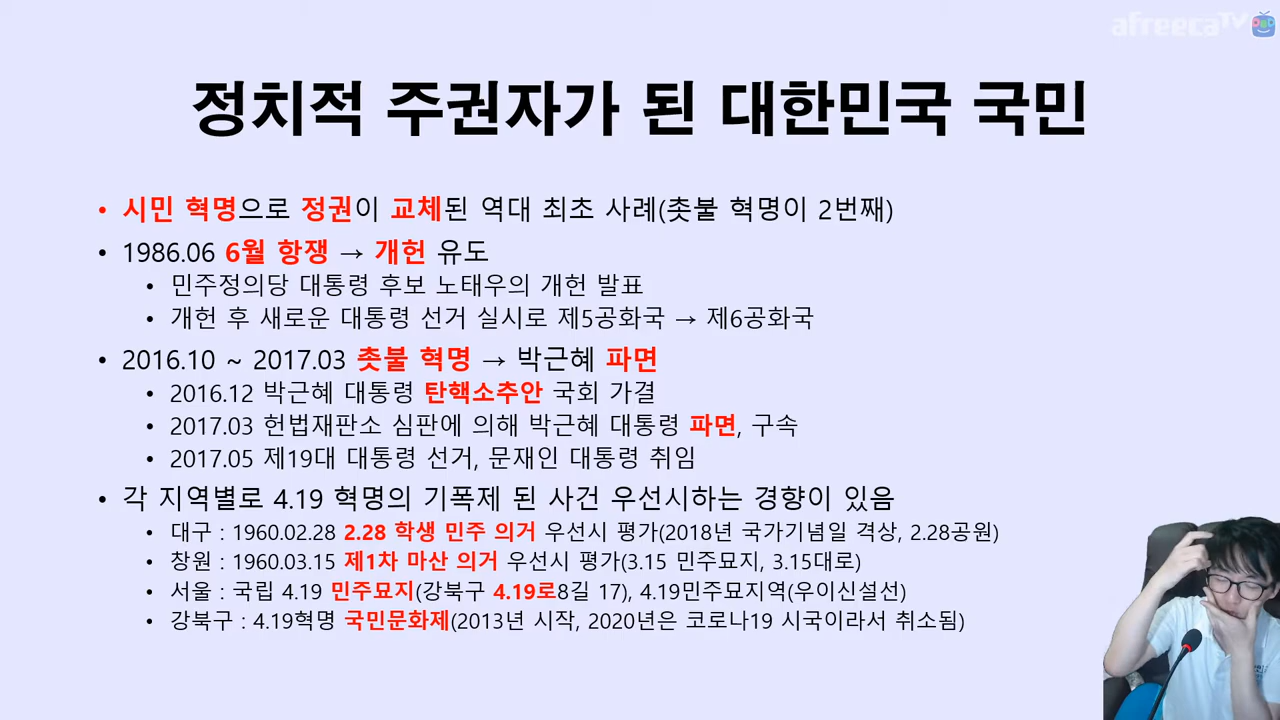 afreecaTV
정치적 주권자가 된 대한민국 국민
• 시민 혁명으로 정권이 교체된 역대 최초 사례(촛불 혁명이 2번째)
• 1986.06 6월 항쟁 → 개헌 유도
• 민주정의당 대통령 후보 노태우의 개헌 발표
• 개헌 후 새로운 대통령 선거 실시로 제5공화국 → 제6공화국
• 2016.10 ~ 2017.03 촛불 혁명 → 박근혜 파면
• 2016.12 박근혜 대통령 탄핵소추안 국회 가결
• 2017.03 헌법재판소 심판에 의해 박근혜 대통령 파면, 구속
• 2017.05 제19대 대통령 선거, 문재인 대통령 취임
• 각 지역별로 4.19 혁명의 기폭제 된 사건 우선시하는 경향이 있음
• 대구 : 1960.02.28 2.28 학생 민주 의거 우선시 평가(2018년 국가기념일 격상, 2.28공원)
• 창원 : 1960.03.15 제1차 마산 의거 우선시 평가(3.15 민주묘지, 3.15대로)
• 서울 : 국립 4.19 민주묘지(강북구 4.19로8길 17), 4.19민주묘지역(우이신설선)
• 강북구 : 4.19혁명 국민문화제(2013년 시작, 2020년은 코로나19 시국이라서 취소됨)